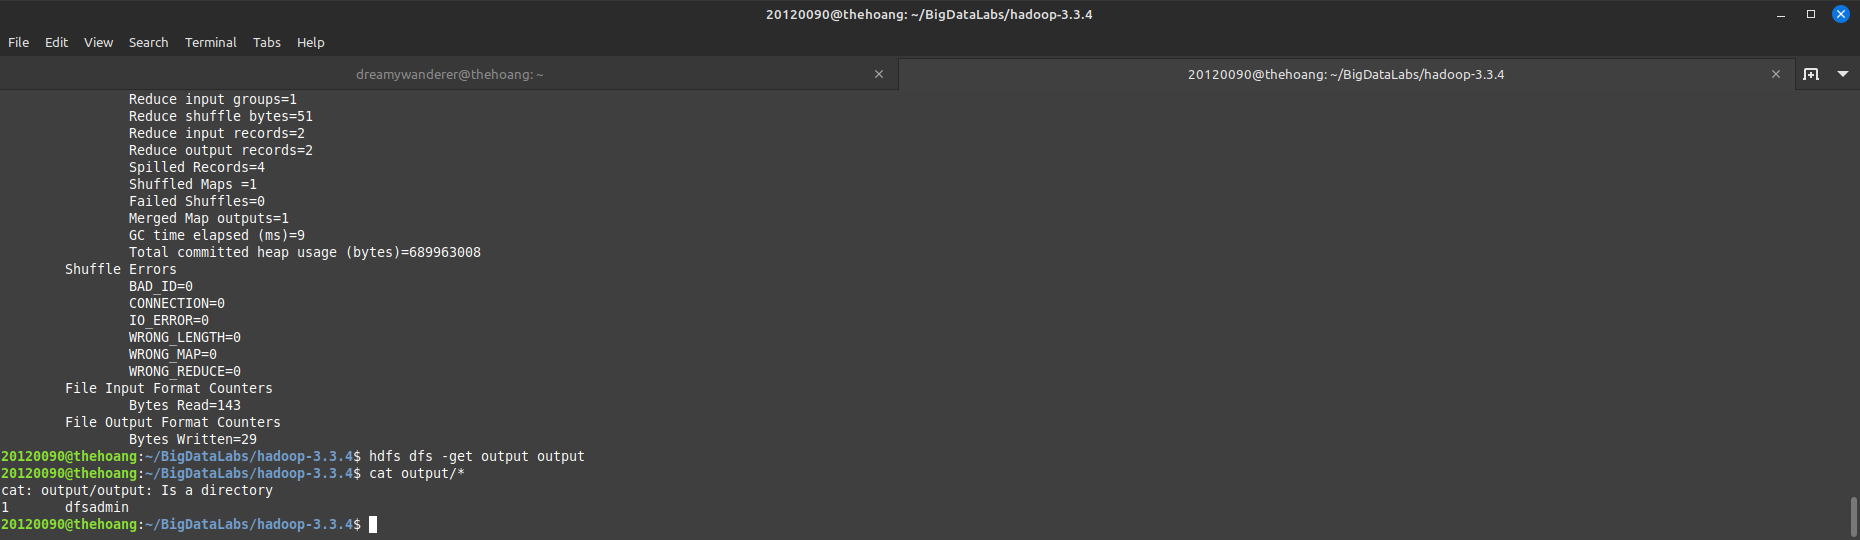 20120090@thehoang: ~/BigDataLabs/hadoop-3.3.4
File Edit View Search Terminal Tabs Help
dreamywanderer@thehoang: ~
20120090@thehoang: ~/BigDataLabs/hadoop-3.3.4
Reduce input groups=1
Reduce shuffle bytes=51
Reduce input records=2
Reduce output records=2
Spilled Records=4
Shuffled Maps =1
Failed Shuffles=0
Merged Map outputs=1
GC time elapsed (ms)=9
Total committed heap usage (bytes)=689963008
Shuffle Errors
BAD_ID=0
CONNECTION=0
IO_ERROR=0
WRONG_LENGTH=0
WRONG_MAP=0
WRONG_REDUCE=0
File Input Format Counters
Bytes Read=143
File Output Format Counters
Bytes Written=29
20120090@thehoang:~/BigDataLabs/hadoop-3.3.4$ hdfs dfs -get output output
20120090@thehoang:~/BigDataLabs/hadoop-3.3.4$ cat output/*
cat: output/output: Is a directory
1 dfsadmin
20120090@thehoang:~/BigDataLabs/hadoop-3.3.4$